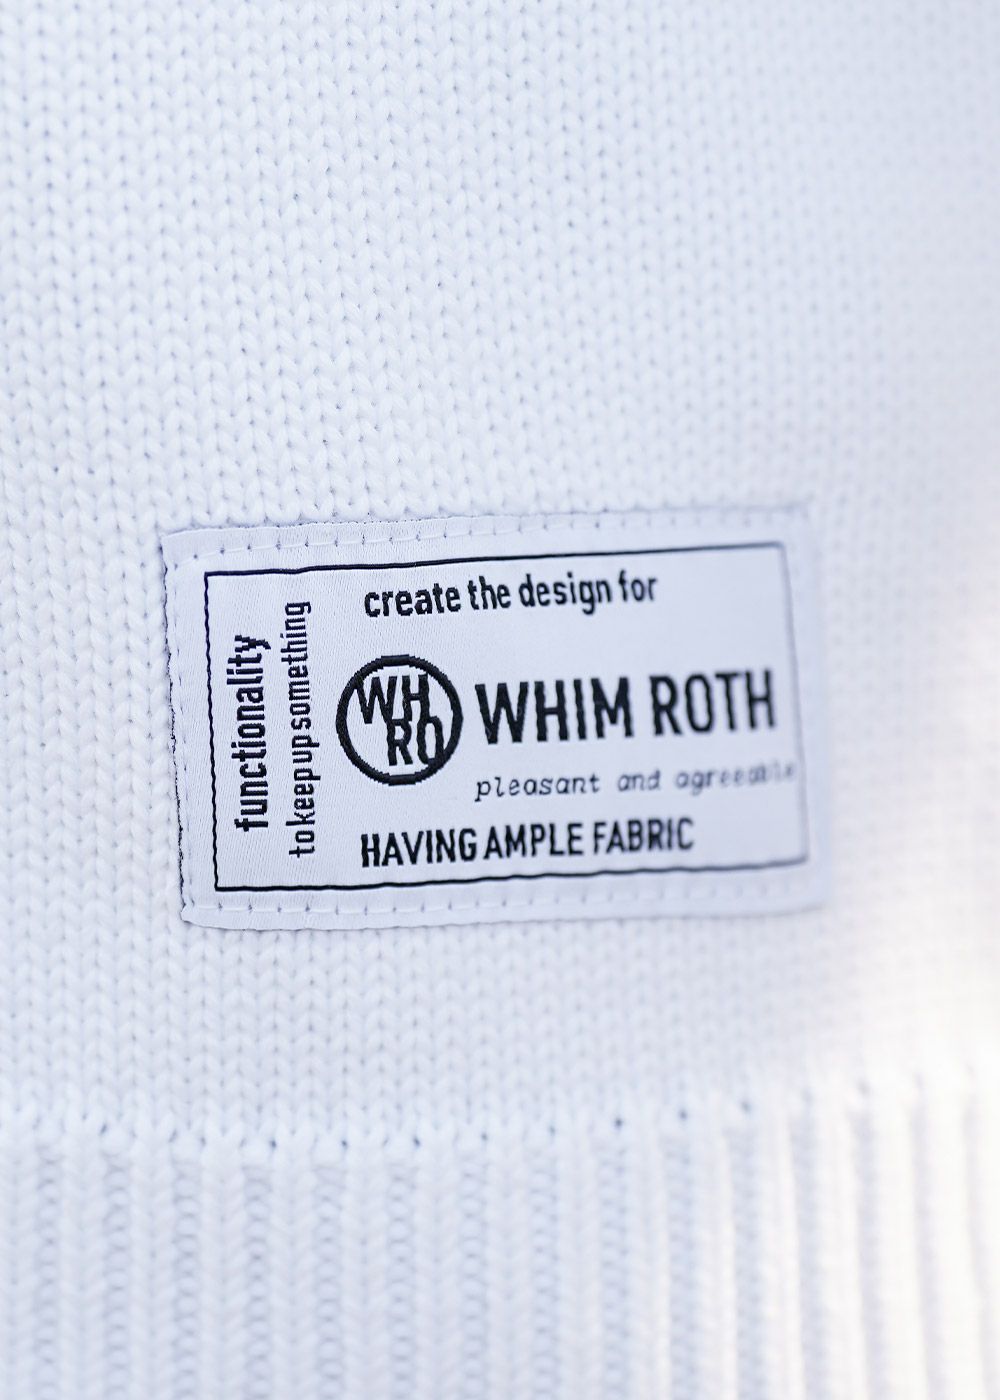 functionality
to keep up something
create the design for
WH
RO
WHIM ROTH
pleasant and agreeable
HAVING AMPLE FABRIC